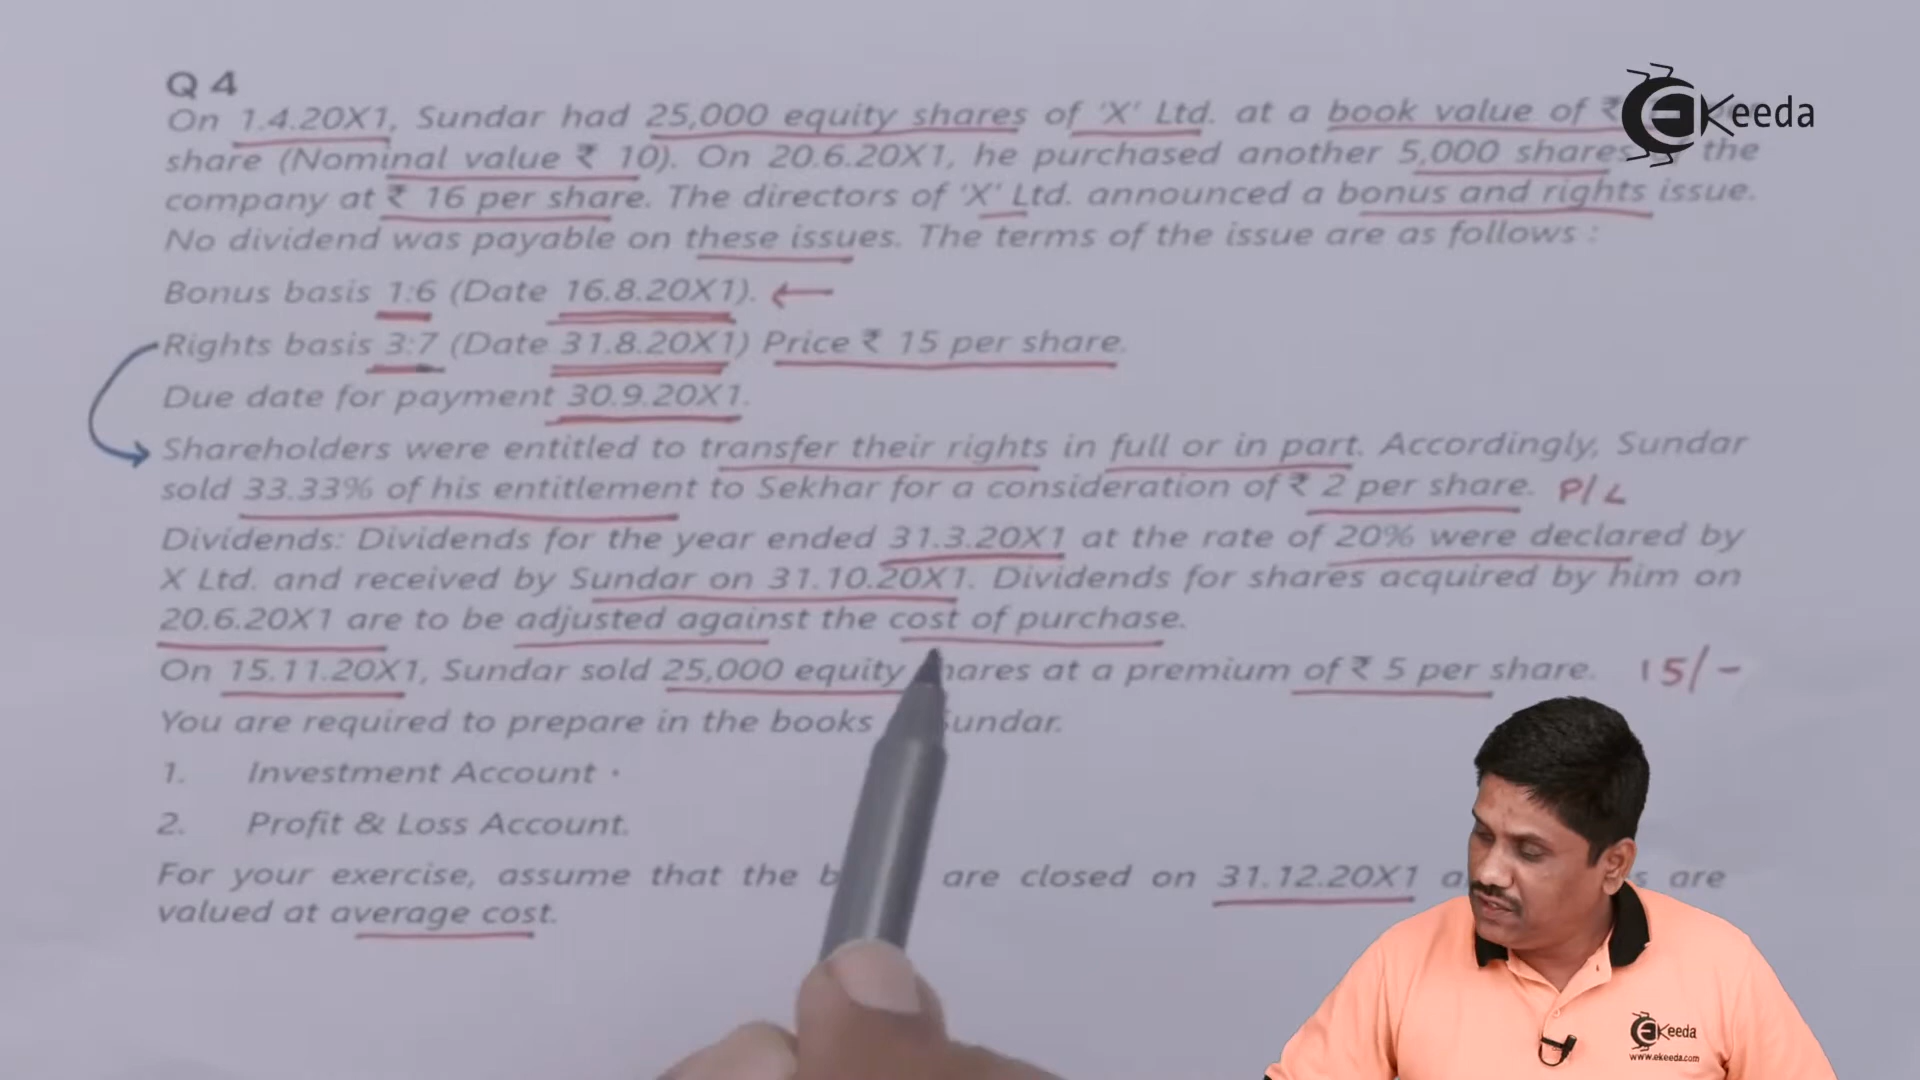 Q 4
On 1.4.20X1, Sundar had 25,000 equity shares of 'X' Ltd. at a book value of ₹
share (Nominal value ₹ 10). On 20.6.20X1, he purchased another 5,000 shares the
company at ₹ 16 per share. The directors of 'X' Ltd. announced a bonus and rights issue.
No dividend was payable on these issues. The terms of the issue are as follows :
Bonus basis 1:6 (Date 16.8.20X1). ←
Rights basis 3:7 (Date 31.8.20X1) Price ₹ 15 per share.
Due date for payment 30.9.20X1.
Shareholders were entitled to transfer their rights in full or in part. Accordingly, Sundar
sold 33.33% of his entitlement to Sekhar for a consideration of ₹ 2 per share. P/L
Dividends: Dividends for the year ended 31.3.20X1 at the rate of 20% were declared by
X Ltd. and received by Sundar on 31.10.20X1. Dividends for shares acquired by him on
20.6.20X1 are to be adjusted against the cost of purchase.
On 15.11.20X1, Sundar sold 25,000 equity shares at a premium of ₹ 5 per share. 15/-
You are required to prepare in the books Sundar.
1. Investment Account
2. Profit & Loss Account.
For your exercise, assume that the are closed on 31.12.20X1 are
valued at average cost.
EKeeda
EKeeda
www.ekeeda.com